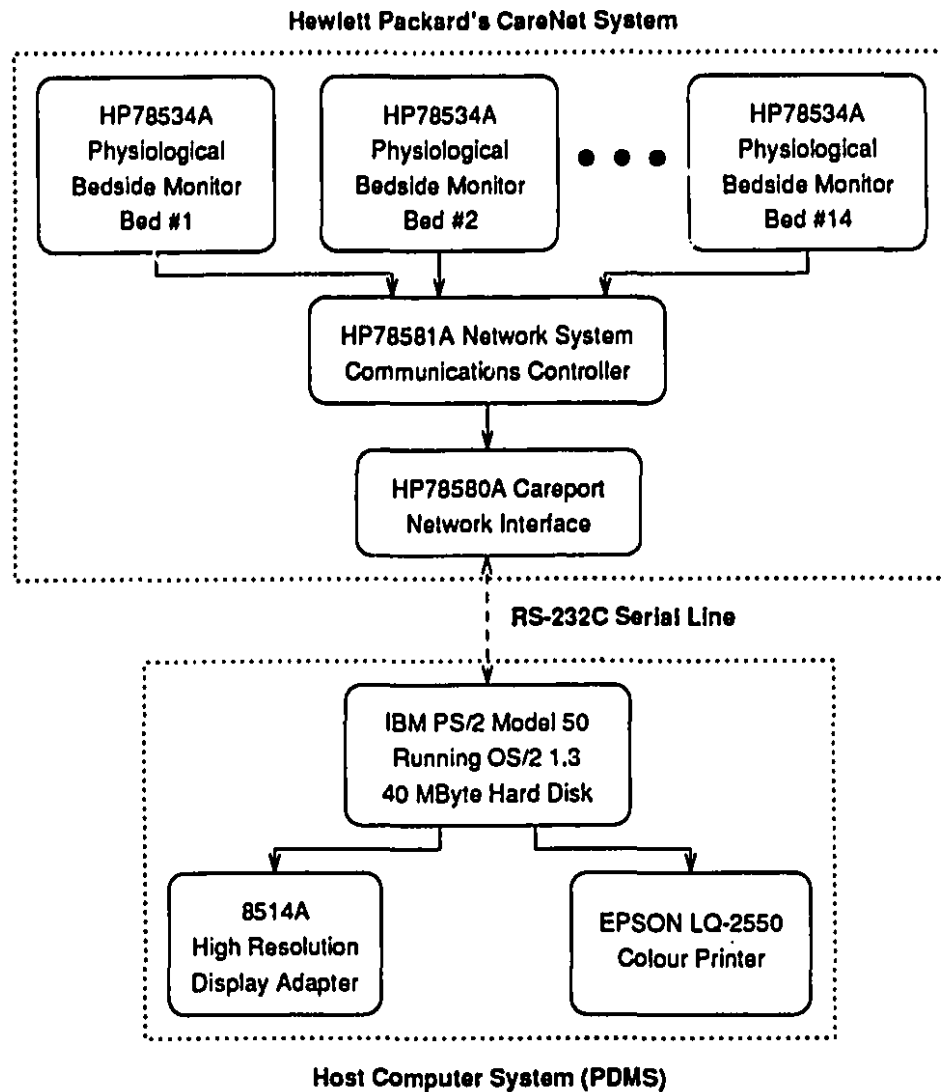 Hewlett Packard's CareNet System
HP78534A
Physiological
Bedside Monitor
Bed #1
HP78534A
Physiological
Bedside Monitor
Bed #2
HP78534A
Physiological
Bedside Monitor
Bed #14
HP78581A Network System
Communications Controller
HP78580A Careport
Network Interface
RS-232C Serial Line
IBM PS/2 Model 50
Running OS/2 1.3
40 MByte Hard Disk
8514A
High Resolution
Display Adapter
EPSON LQ-2550
Colour Printer
Host Computer System (PDMS)